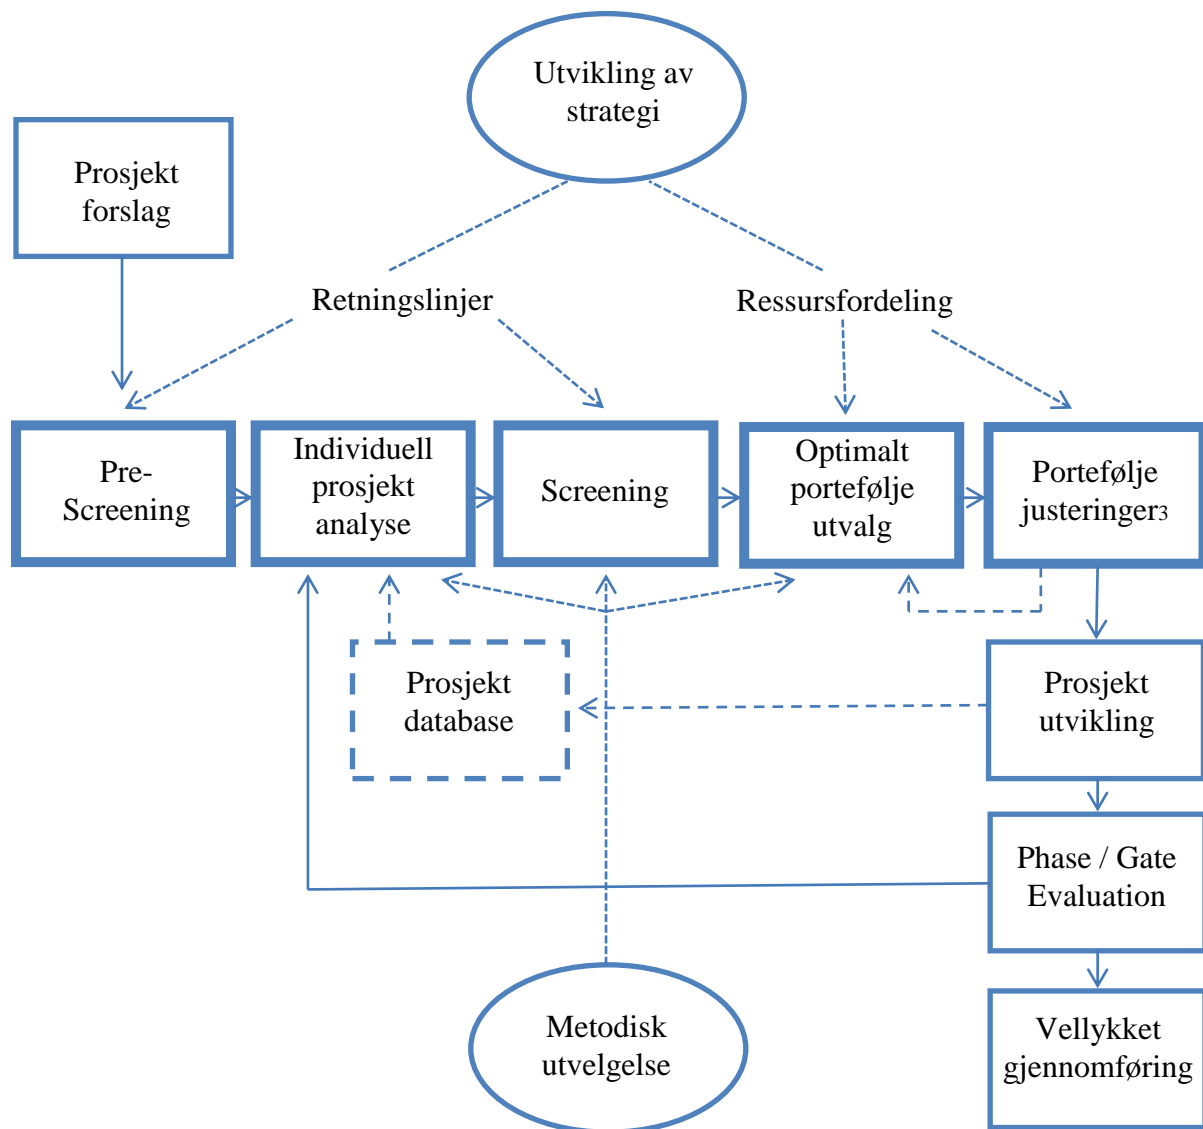 Utvikling av
strategi
Prosjekt
forslag
Retningslinjer
Ressursfordeling
Pre-
Screening
Individuell
prosjekt
analyse
Screening
Optimalt
portefølje
utvalg
Portefølje
justeringer3
Prosjekt
database
Prosjekt
utvikling
Phase / Gate
Evaluation
Metodisk
utvelgelse
Vellykket
gjennomføring